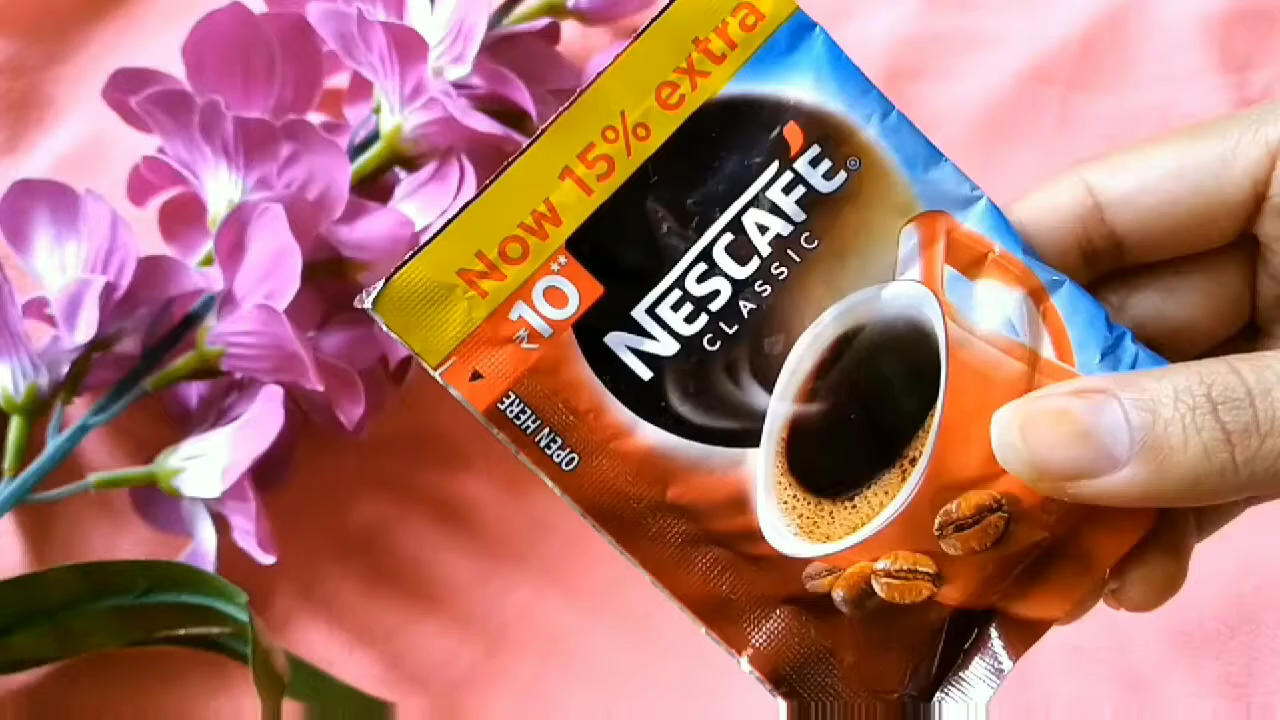 Now 15% extra
₹10**
NESCAFÉ®
CLASSIC
OPEN HERE